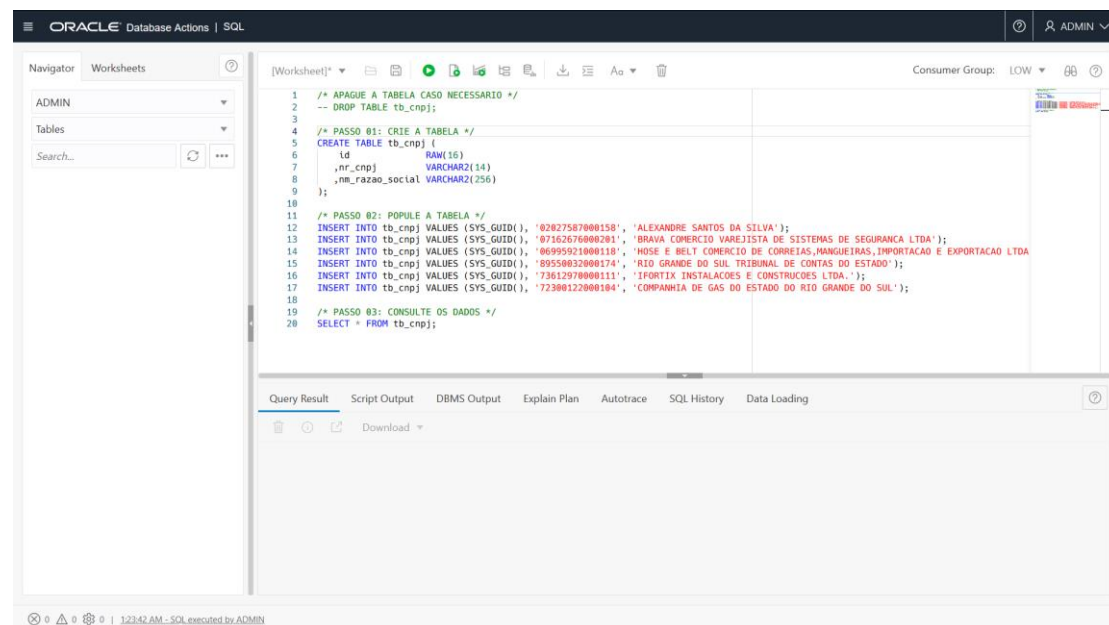 ORACLE Database Actions | SQL
ADMIN
Navigator Worksheets
ADMIN
Tables
Search...
[Worksheet]*
Aa
Consumer Group: LOW
1 /* APAGUE A TABELA CASO NECESSARIO */
2 -- DROP TABLE tb_cnpj;
3
4 /* PASSO 01: CRIE A TABELA */
5 CREATE TABLE tb_cnpj (
6 id RAW(16)
7 ,nr_cnpj VARCHAR2(14)
8 ,nm_razao_social VARCHAR2(256)
9 );
10
11 /* PASSO 02: POPULE A TABELA */
12 INSERT INTO tb_cnpj VALUES (SYS_GUID(), '02027587000158', 'ALEXANDRE SANTOS DA SILVA');
13 INSERT INTO tb_cnpj VALUES (SYS_GUID(), '07162676000201', 'BRAVA COMERCIO VAREJISTA DE SISTEMAS DE SEGURANCA LTDA');
14 INSERT INTO tb_cnpj VALUES (SYS_GUID(), '06995921000118', 'HOSE E BELT COMERCIO DE CORREIAS,MANGUEIRAS,IMPORTACAO E EXPORTACAO LTDA
15 INSERT INTO tb_cnpj VALUES (SYS_GUID(), '89550032000174', 'RIO GRANDE DO SUL TRIBUNAL DE CONTAS DO ESTADO');
16 INSERT INTO tb_cnpj VALUES (SYS_GUID(), '73612970000111', 'IFORTIX INSTALACOES E CONSTRUCOES LTDA.');
17 INSERT INTO tb_cnpj VALUES (SYS_GUID(), '72300122000104', 'COMPANHIA DE GAS DO ESTADO DO RIO GRANDE DO SUL');
18
19 /* PASSO 03: CONSULTE OS DADOS */
20 SELECT * FROM tb_cnpj;
Query Result Script Output DBMS Output Explain Plan Autotrace SQL History Data Loading
Download
0 0 0 | 1:23:42 AM - SQL executed by ADMIN